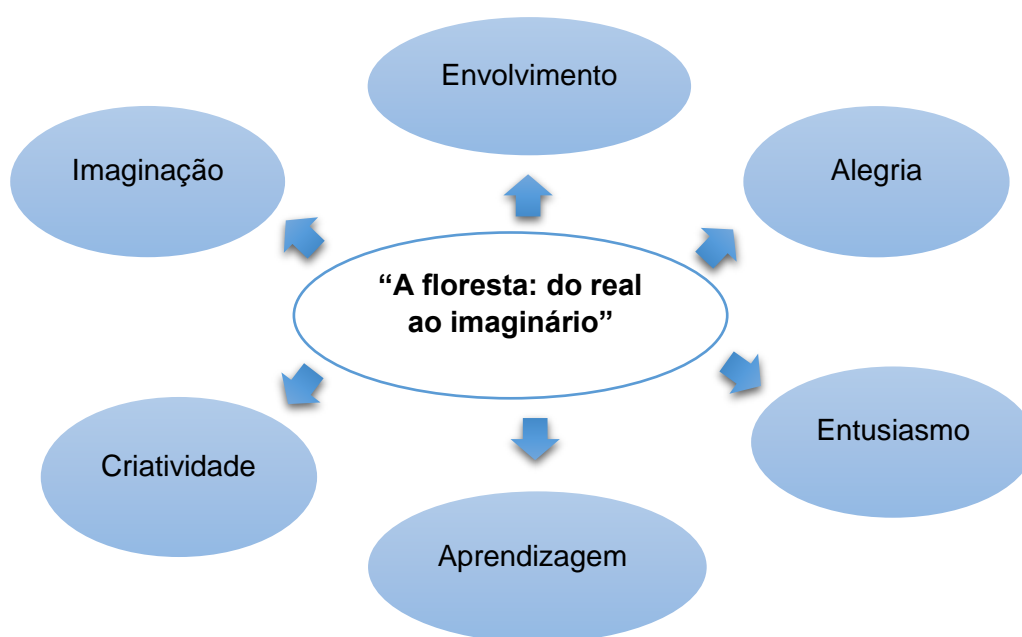 Envolvimento
Imaginação
Alegria
“A floresta: do real
ao imaginário”
Entusiasmo
Criatividade
Aprendizagem